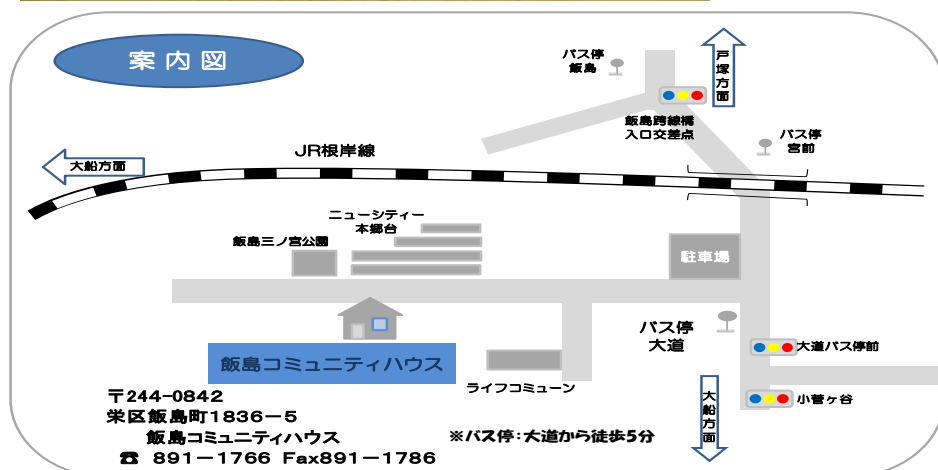 案内図
バス停
飯島
戸塚方面
飯島跨線橋
入口交差点
バス停
宮前
JR根岸線
大船方面
ニューシティー
本郷台
飯島三ノ宮公園
駐車場
バス停
大道
大道バス停前
飯島コミュニティハウス
ライフコミューン
大船方面
小菅ヶ谷
〒244-0842
栄区飯島町1836－5
飯島コミュニティハウス
※バス停：大道から徒歩5分
☎ 891－1766 Fax891－1786